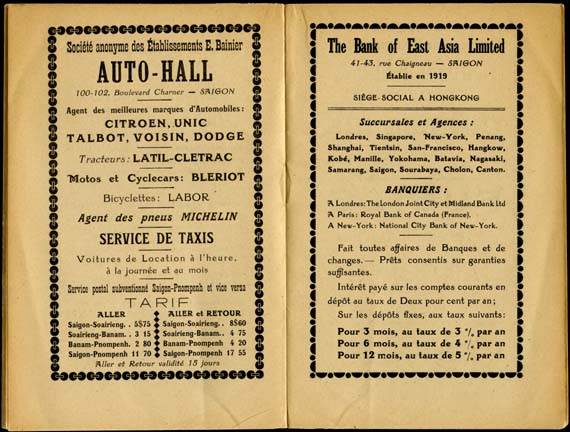 Société anonyme des Établissements E. Bainier
AUTO-HALL
100-102, Boulevard Charner — SAIGON
Agent des meilleures marques d'Automobiles :
CITROEN, UNIC
TALBOT, VOISIN, DODGE
Tracteurs : LATIL-CLETRAC
Motos et Cyclecars : BLERIOT
Bicyclettes : LABOR
Agent des pneus MICHELIN
SERVICE DE TAXIS
Voitures de Location à l'heure,
à la journée et au mois
Service postal subventionné Saigon-Pnompenh et vice versa
TARIF
ALLER
Saigon-Soairieng. . 5$75
Soairieng-Banam. . 3 15
Banam-Pnompenh. 2 80
Saigon-Pnompenh 11 70
ALLER et RETOUR
Saigon-Soairieng. . 8$60
Soairieng-Banam. . 4 75
Banam-Pnompenh 4 20
Saigon-Pnompenh 17 55
Aller et Retour validité 15 jours
The Bank of East Asia Limited
41-43, rue Chaigneau — SAIGON
Établie en 1919
SIÈGE SOCIAL A HONGKONG
Succursales et Agences :
Londres, Singapore, New-York, Penang,
Shanghai, Tientsin, San-Francisco, Hangkow,
Kobé, Manille, Yokohama, Batavia, Nagasaki,
Samarang, Saigon, Sourabaya, Cholon, Canton.
BANQUIERS :
A Londres: The London Joint City et Midland Bank Ltd
A Paris : Royal Bank of Canada (France).
A New-York : National City Bank of New-York.
Fait toutes affaires de Banques et de
changes. — Prêts consentis sur garanties
suffisantes.
Intérêt payé sur les comptes courants en
dépôt au taux de Deux pour cent par an ;
Sur les dépôts fixes, aux taux suivants :
Pour 3 mois, au taux de 3 % par an
Pour 6 mois, au taux de 4 % par an
Pour 12 mois, au taux de 5 % par an